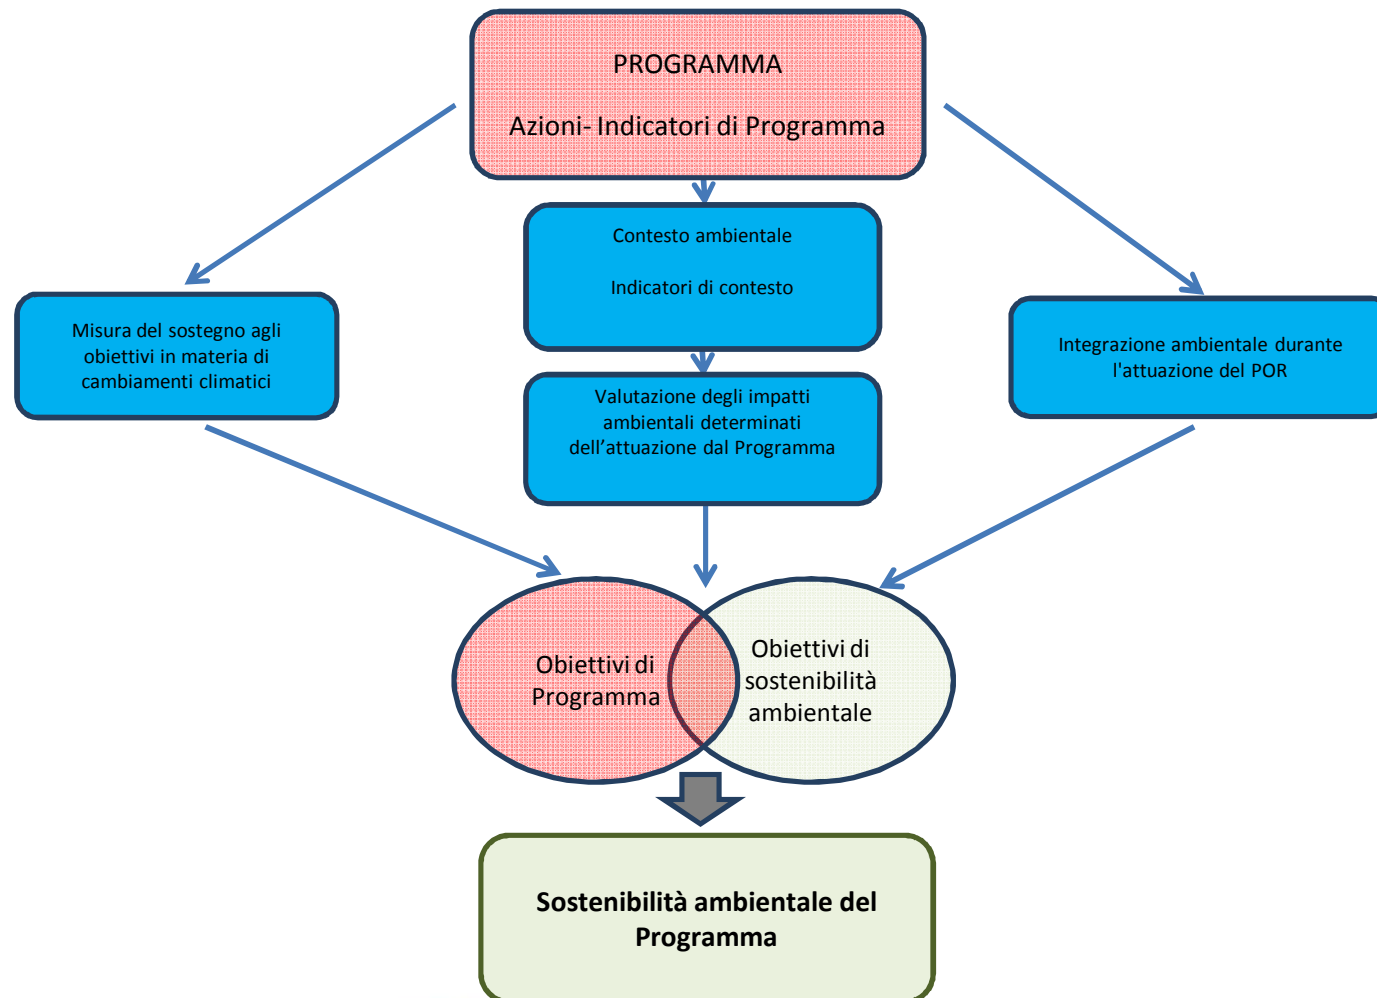 PROGRAMMA
Azioni- Indicatori di Programma
Contesto ambientale
Indicatori di contesto
Misura del sostegno agli
obiettivi in materia di
cambiamenti climatici
Integrazione ambientale durante
l'attuazione del POR
Valutazione degli impatti
ambientali determinati
dell’attuazione dal Programma
Obiettivi di
Programma
Obiettivi di
sostenibilità
ambientale
Sostenibilità ambientale del
Programma